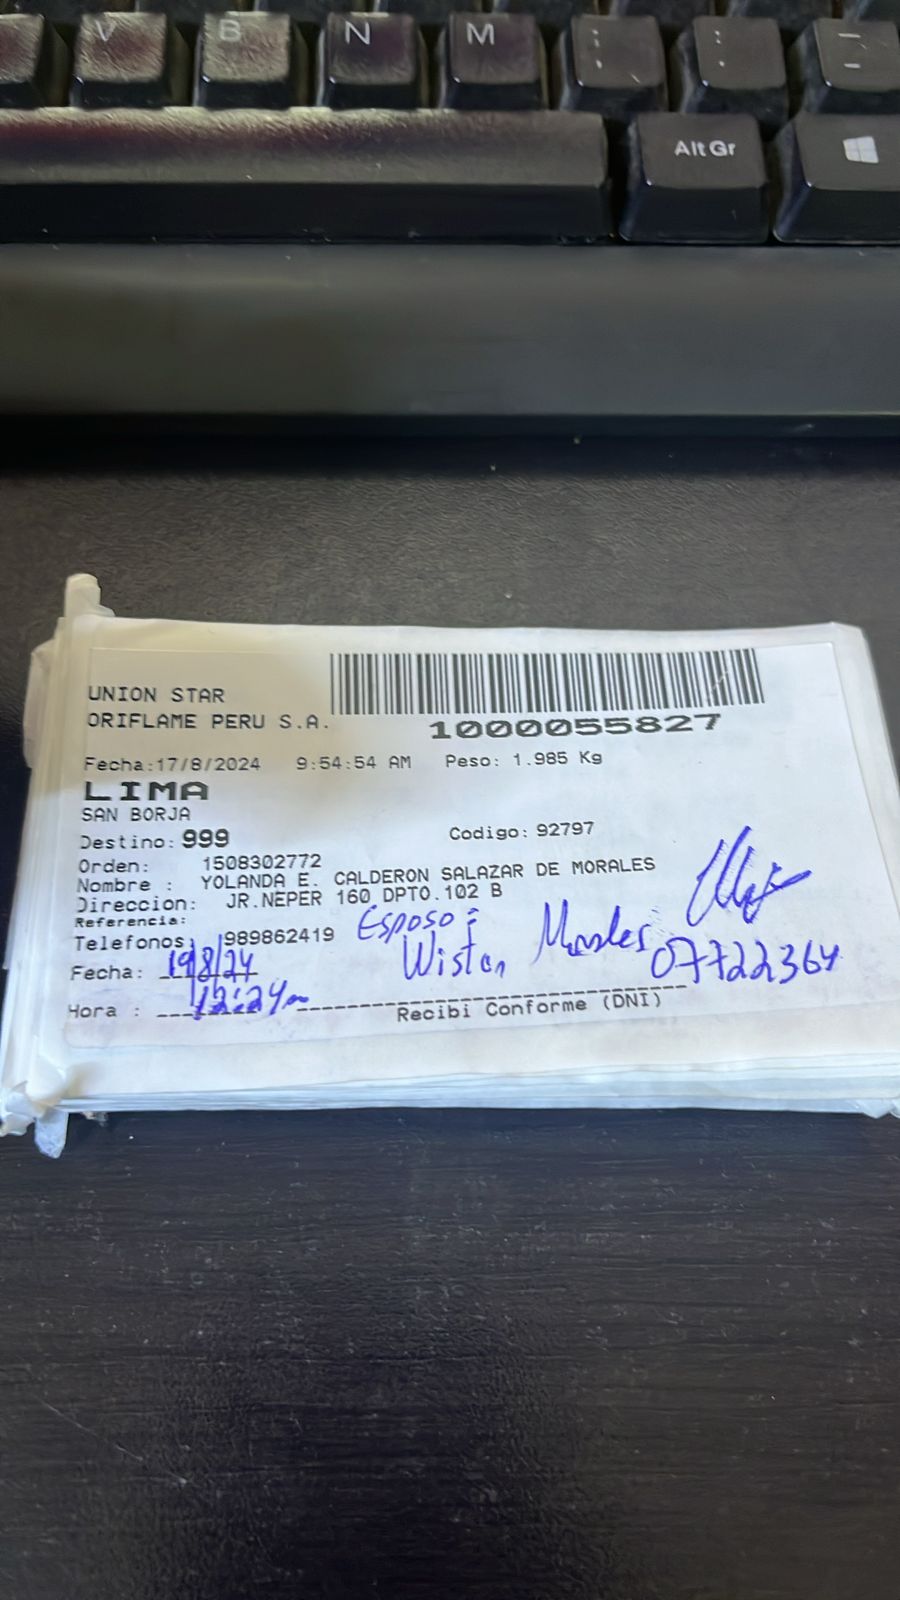 V B N M ; : _
, . -
Alt Gr
UNION STAR
ORIFLAME PERU S.A.
1000055827
Fecha:17/8/2024 9:54:54 AM Peso: 1.985 Kg
LIMA
SAN BORJA
Destino: 999 Codigo: 92797
Orden: 1508302772
Nombre : YOLANDA E. CALDERON SALAZAR DE MORALES
Direccion: JR.NEPER 160 DPTO.102 B
Referencia:
Telefonos: 989862419 Esposo:
Wiston Morales
07722364
Fecha: 19/8/24
Hora : 12:24m
Recibi Conforme (DNI)